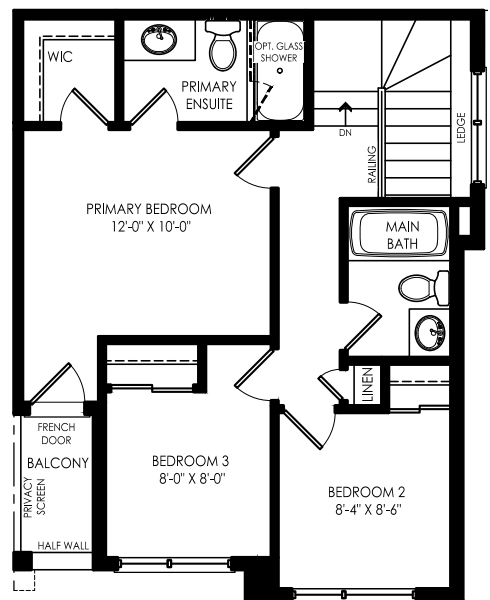 WIC
PRIMARY
ENSUITE
OPT. GLASS
SHOWER
DN
RAILING
LEDGE
PRIMARY BEDROOM
12'-0" X 10'-0"
MAIN
BATH
LINEN
FRENCH
DOOR
BALCONY
PRIVACY
SCREEN
HALF WALL
BEDROOM 3
8'-0" X 8'-0"
BEDROOM 2
8'-4" X 8'-6"